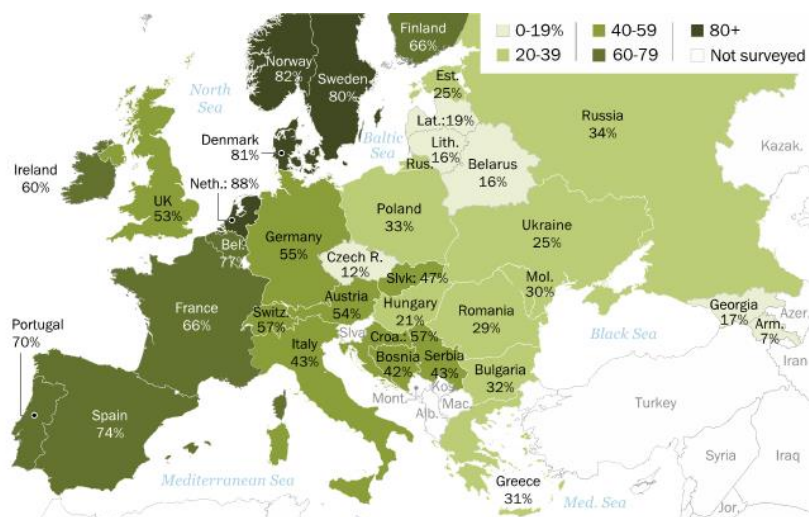 0-19%
20-39
40-59
60-79
80+
Not surveyed
Finland
66%
Norway
82%
Sweden
80%
North
Sea
Est.
25%
Russia
34%
Lat.:19%
Denmark
81%
Baltic
Sea
Lith.
16%
Kazak.
Ireland
60%
Neth.: 88%
Rus.
Belarus
16%
UK
53%
Poland
33%
Bel.
77%
Germany
55%
Ukraine
25%
Czech R.
12%
Slvk: 47%
Mol.
30%
France
66%
Austria
54%
Switz.
57%
Hungary
21%
Romania
29%
Georgia
17%
Azer.
Arm.
7%
Portugal
70%
Slva
Croa.: 57%
Black Sea
Italy
43%
Bosnia
42%
Serbia
43%
Bulgaria
32%
Iran
Mont.
Kos.
Mac.
Alb.
Spain
74%
Turkey
Syria
Iraq
Mediterranean Sea
Greece
31%
Med. Sea
Jor.